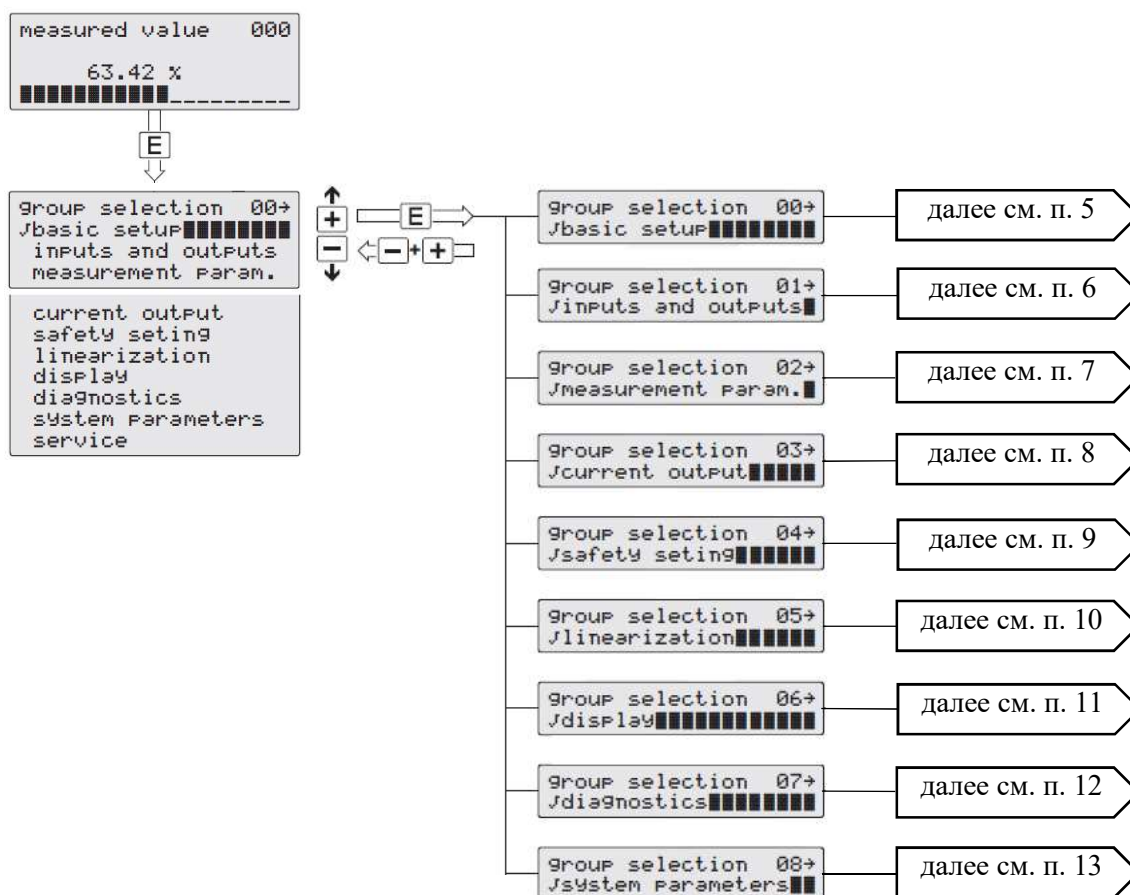 measured value 000
63.42 %
E
group selection 00→
√basic setup
inputs and outputs
measurement param.
current output
safety seting
linearization
display
diagnostics
system parameters
service
+
−
E
−++
group selection 00→
√basic setup
далее см. п. 5
group selection 01→
√inputs and outputs
далее см. п. 6
group selection 02→
√measurement param.
далее см. п. 7
group selection 03→
√current output
далее см. п. 8
group selection 04→
√safety seting
далее см. п. 9
group selection 05→
√linearization
далее см. п. 10
group selection 06→
√display
далее см. п. 11
group selection 07→
√diagnostics
далее см. п. 12
group selection 08→
√system parameters
далее см. п. 13